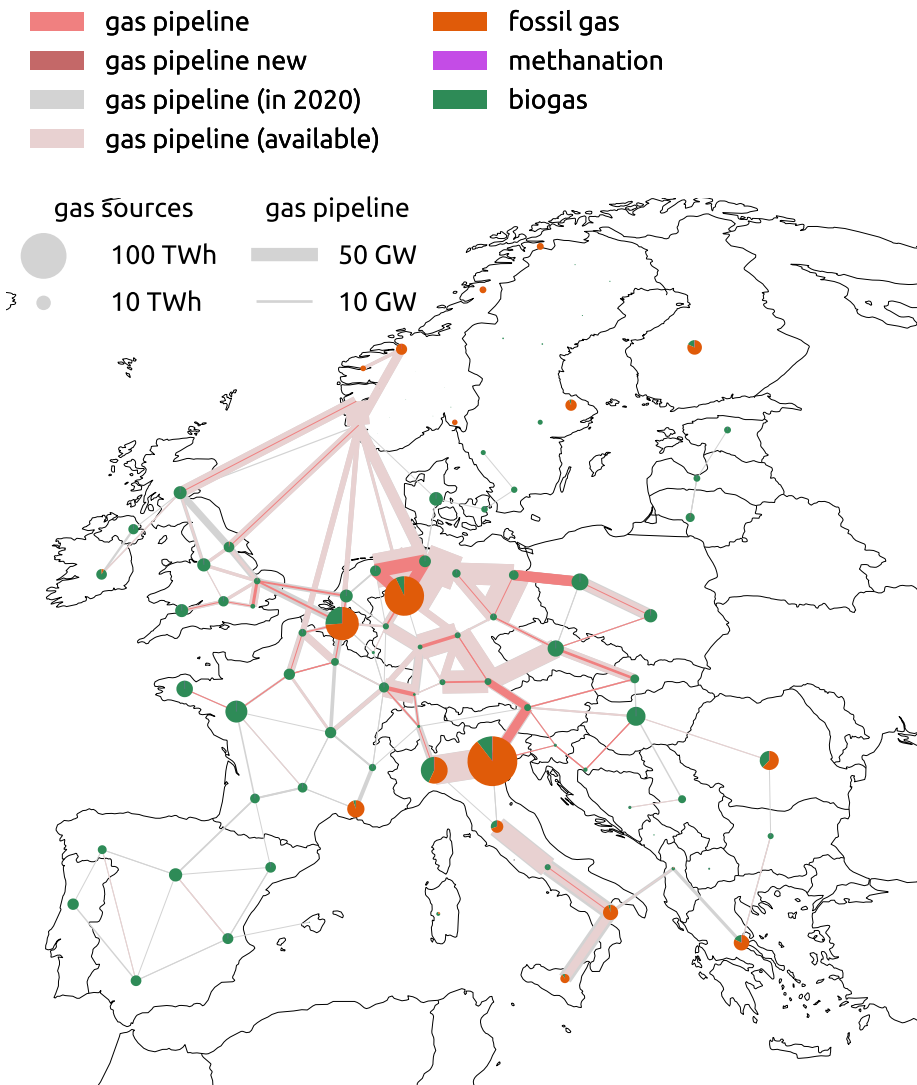 gas pipeline
gas pipeline new
gas pipeline (in 2020)
gas pipeline (available)
fossil gas
methanation
biogas
gas sources
100 TWh
10 TWh
gas pipeline
50 GW
10 GW